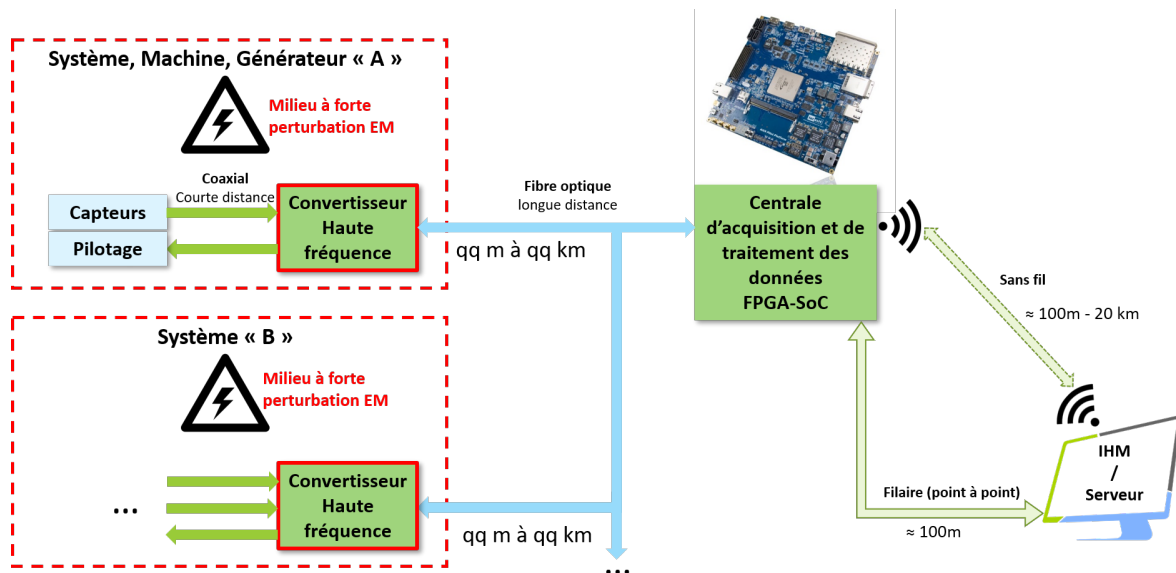 Système, Machine, Générateur « A »
Milieu à forte
perturbation EM
Coaxial
Courte distance
Capteurs
Pilotage
Convertisseur
Haute
fréquence
Fibre optique
longue distance
qq m à qq km
Centrale
d’acquisition et de
traitement des
données
FPGA-SoC
Sans fil
≈ 100m - 20 km
Système « B »
Milieu à forte
perturbation EM
...
Convertisseur
Haute
fréquence
qq m à qq km
...
Filaire (point à point)
≈ 100m
IHM
/
Serveur